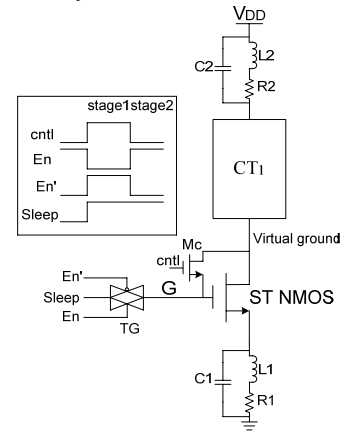 VDD
C2
L2
R2
stage1stage2
cntl
En
En'
Sleep
CT1
Virtual ground
Mc
cntl
En'
Sleep
En
G
TG
ST NMOS
C1
L1
R1